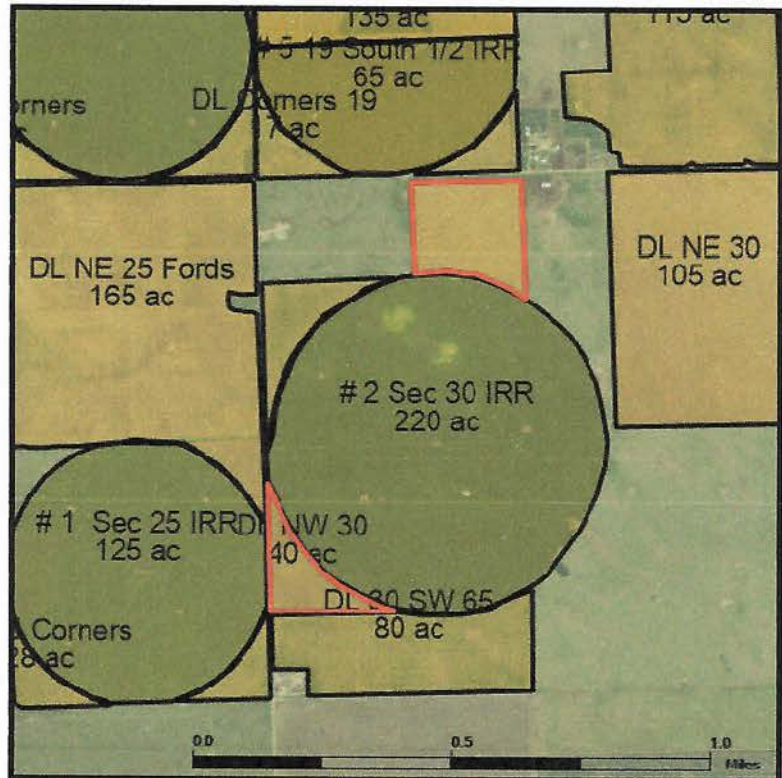 135 ac
115 ac
# 5 19 South 1/2 IRR
65 ac
DL Corners 19
17 ac
DL NE 25 Fords
165 ac
DL NE 30
105 ac
# 2 Sec 30 IRR
220 ac
# 1 Sec 25 IRR
125 ac
NW 30
40 ac
DL 30 SW 65
80 ac
Corners
28 ac
0.0 0.5 1.0
Miles